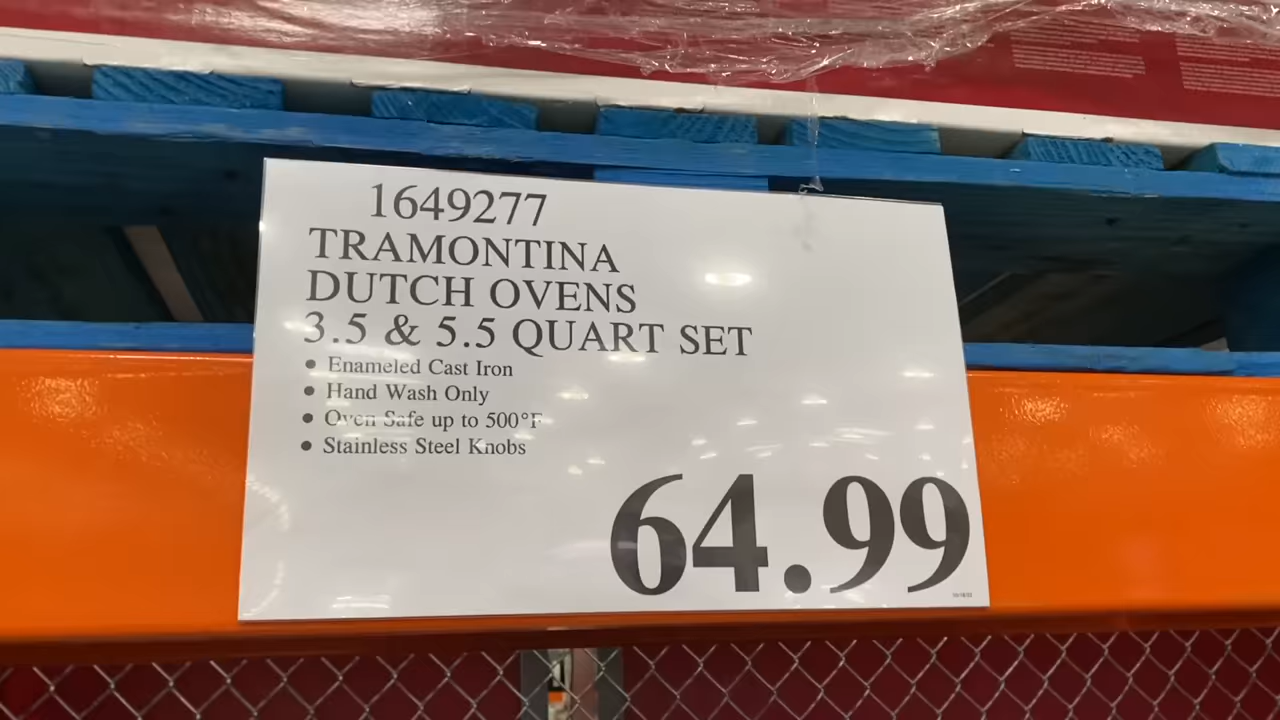 1649277
TRAMONTINA
DUTCH OVENS
3.5 & 5.5 QUART SET
• Enameled Cast Iron
• Hand Wash Only
• Oven Safe up to 500°F
• Stainless Steel Knobs
64.99